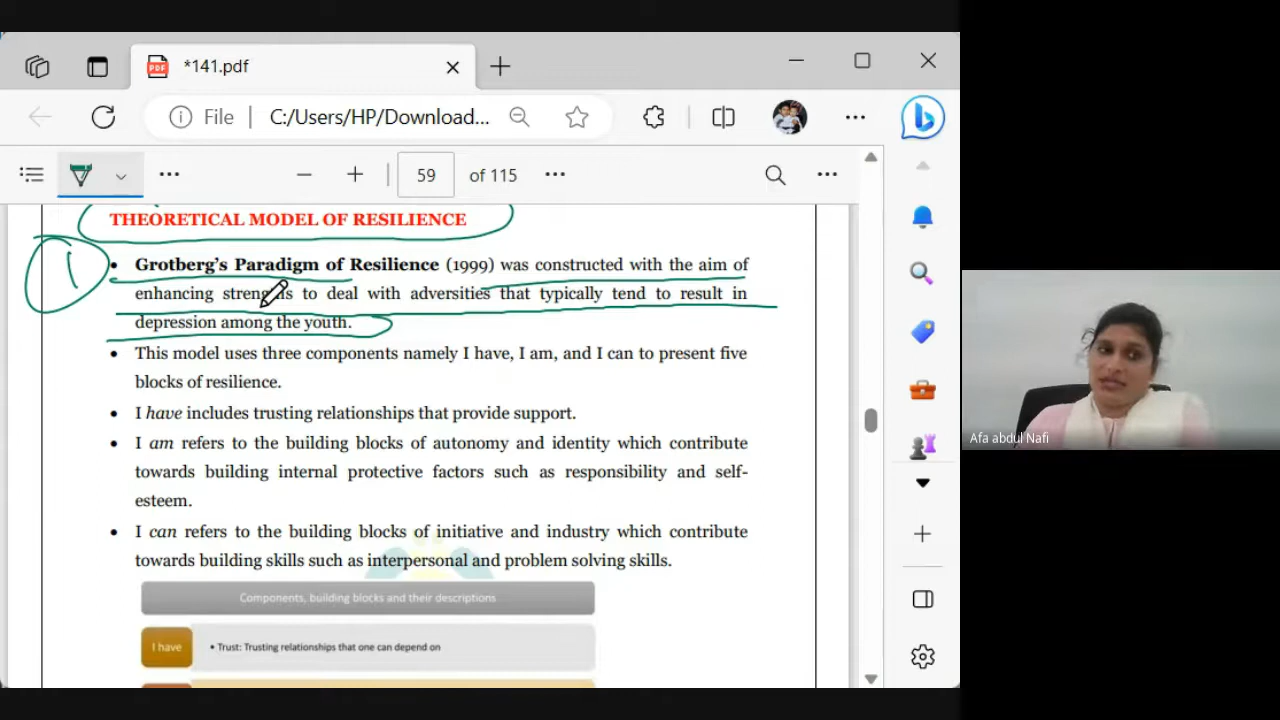 *141.pdf
File
C:/Users/HP/Download...
59 of 115
THEORETICAL MODEL OF RESILIENCE
1
• Grotberg's Paradigm of Resilience (1999) was constructed with the aim of
enhancing strengths to deal with adversities that typically tend to result in
depression among the youth.
• This model uses three components namely I have, I am, and I can to present five
blocks of resilience.
• I have includes trusting relationships that provide support.
• I am refers to the building blocks of autonomy and identity which contribute
towards building internal protective factors such as responsibility and self-
esteem.
• I can refers to the building blocks of initiative and industry which contribute
towards building skills such as interpersonal and problem solving skills.
Components, building blocks and their descriptions
I have
• Trust: Trusting relationships that one can depend on
Afa abdul Nafi